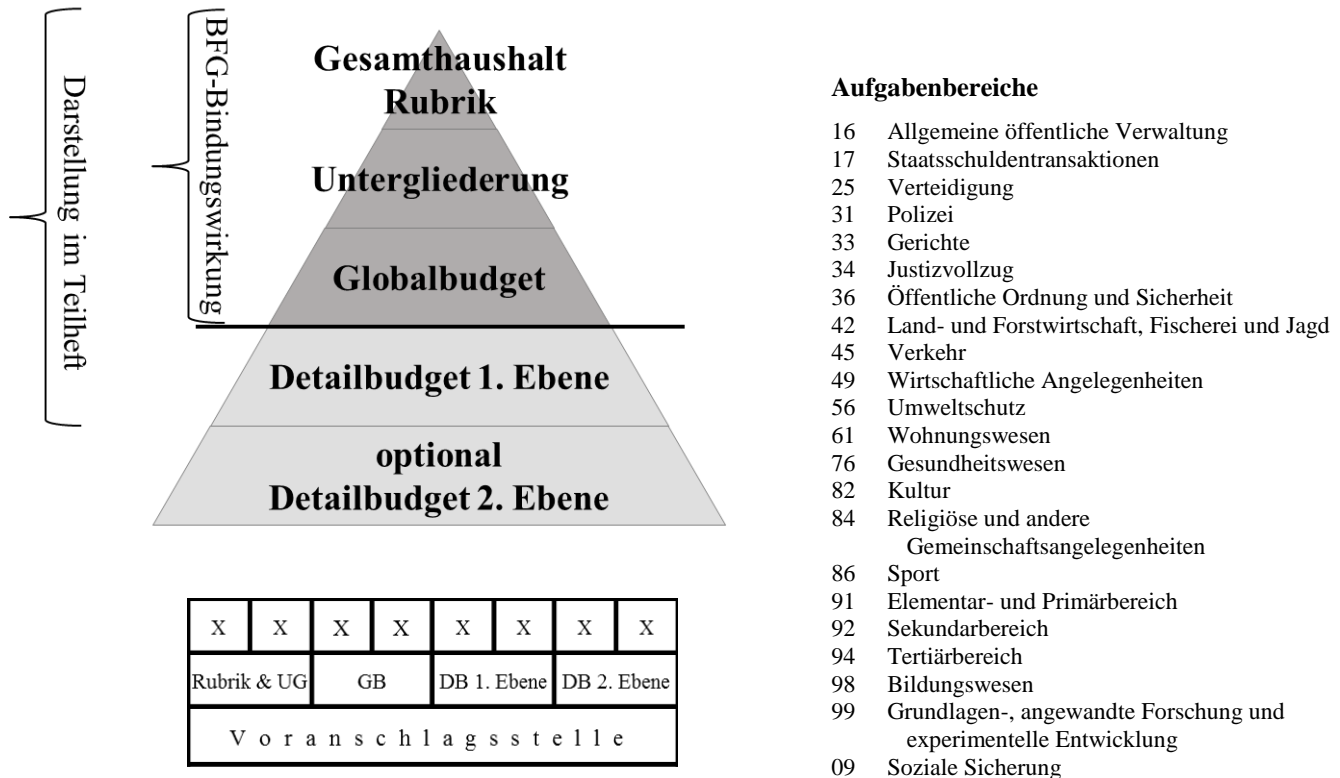 Darstellung im Teilheft
BFG-Bindungswirkung
Gesamthaushalt
Rubrik
Untergliederung
Globalbudget
Detailbudget 1. Ebene
optional
Detailbudget 2. Ebene
X X X X X X X X
Rubrik & UG GB DB 1. Ebene DB 2. Ebene
Voranschlagsstelle
Aufgabenbereiche
16 Allgemeine öffentliche Verwaltung
17 Staatsschuldentransaktionen
25 Verteidigung
31 Polizei
33 Gerichte
34 Justizvollzug
36 Öffentliche Ordnung und Sicherheit
42 Land- und Forstwirtschaft, Fischerei und Jagd
45 Verkehr
49 Wirtschaftliche Angelegenheiten
56 Umweltschutz
61 Wohnungswesen
76 Gesundheitswesen
82 Kultur
84 Religiöse und andere
Gemeinschaftsangelegenheiten
86 Sport
91 Elementar- und Primärbereich
92 Sekundarbereich
94 Tertiärbereich
98 Bildungswesen
99 Grundlagen-, angewandte Forschung und
experimentelle Entwicklung
09 Soziale Sicherung